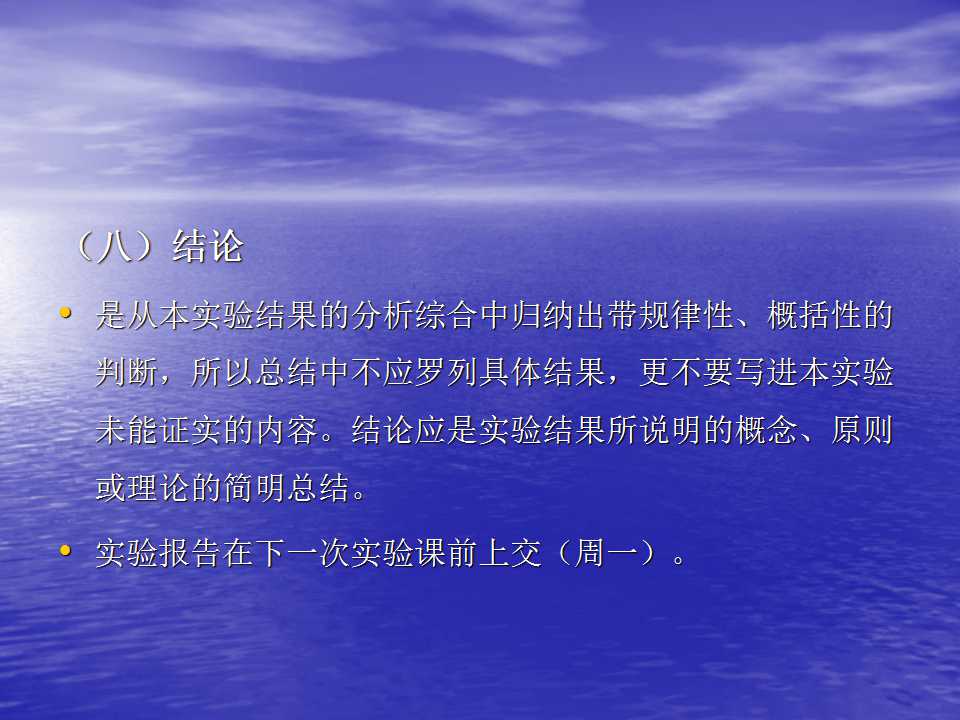 （八）结论
• 是从本实验结果的分析综合中归纳出带规律性、概括性的
判断，所以总结中不应罗列具体结果，更不要写进本实验
未能证实的内容。结论应是实验结果所说明的概念、原则
或理论的简明总结。
• 实验报告在下一次实验课前上交（周一）。